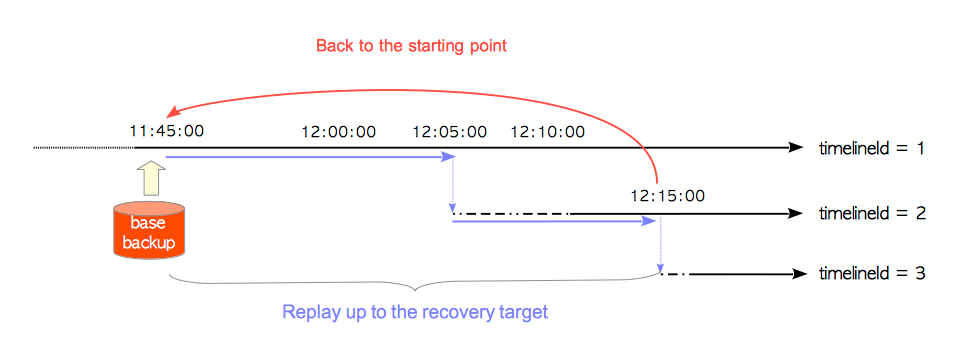 Back to the starting point
11:45:00
12:00:00
12:05:00
12:10:00
timelineId = 1
12:15:00
base
backup
timelineId = 2
timelineId = 3
Replay up to the recovery target